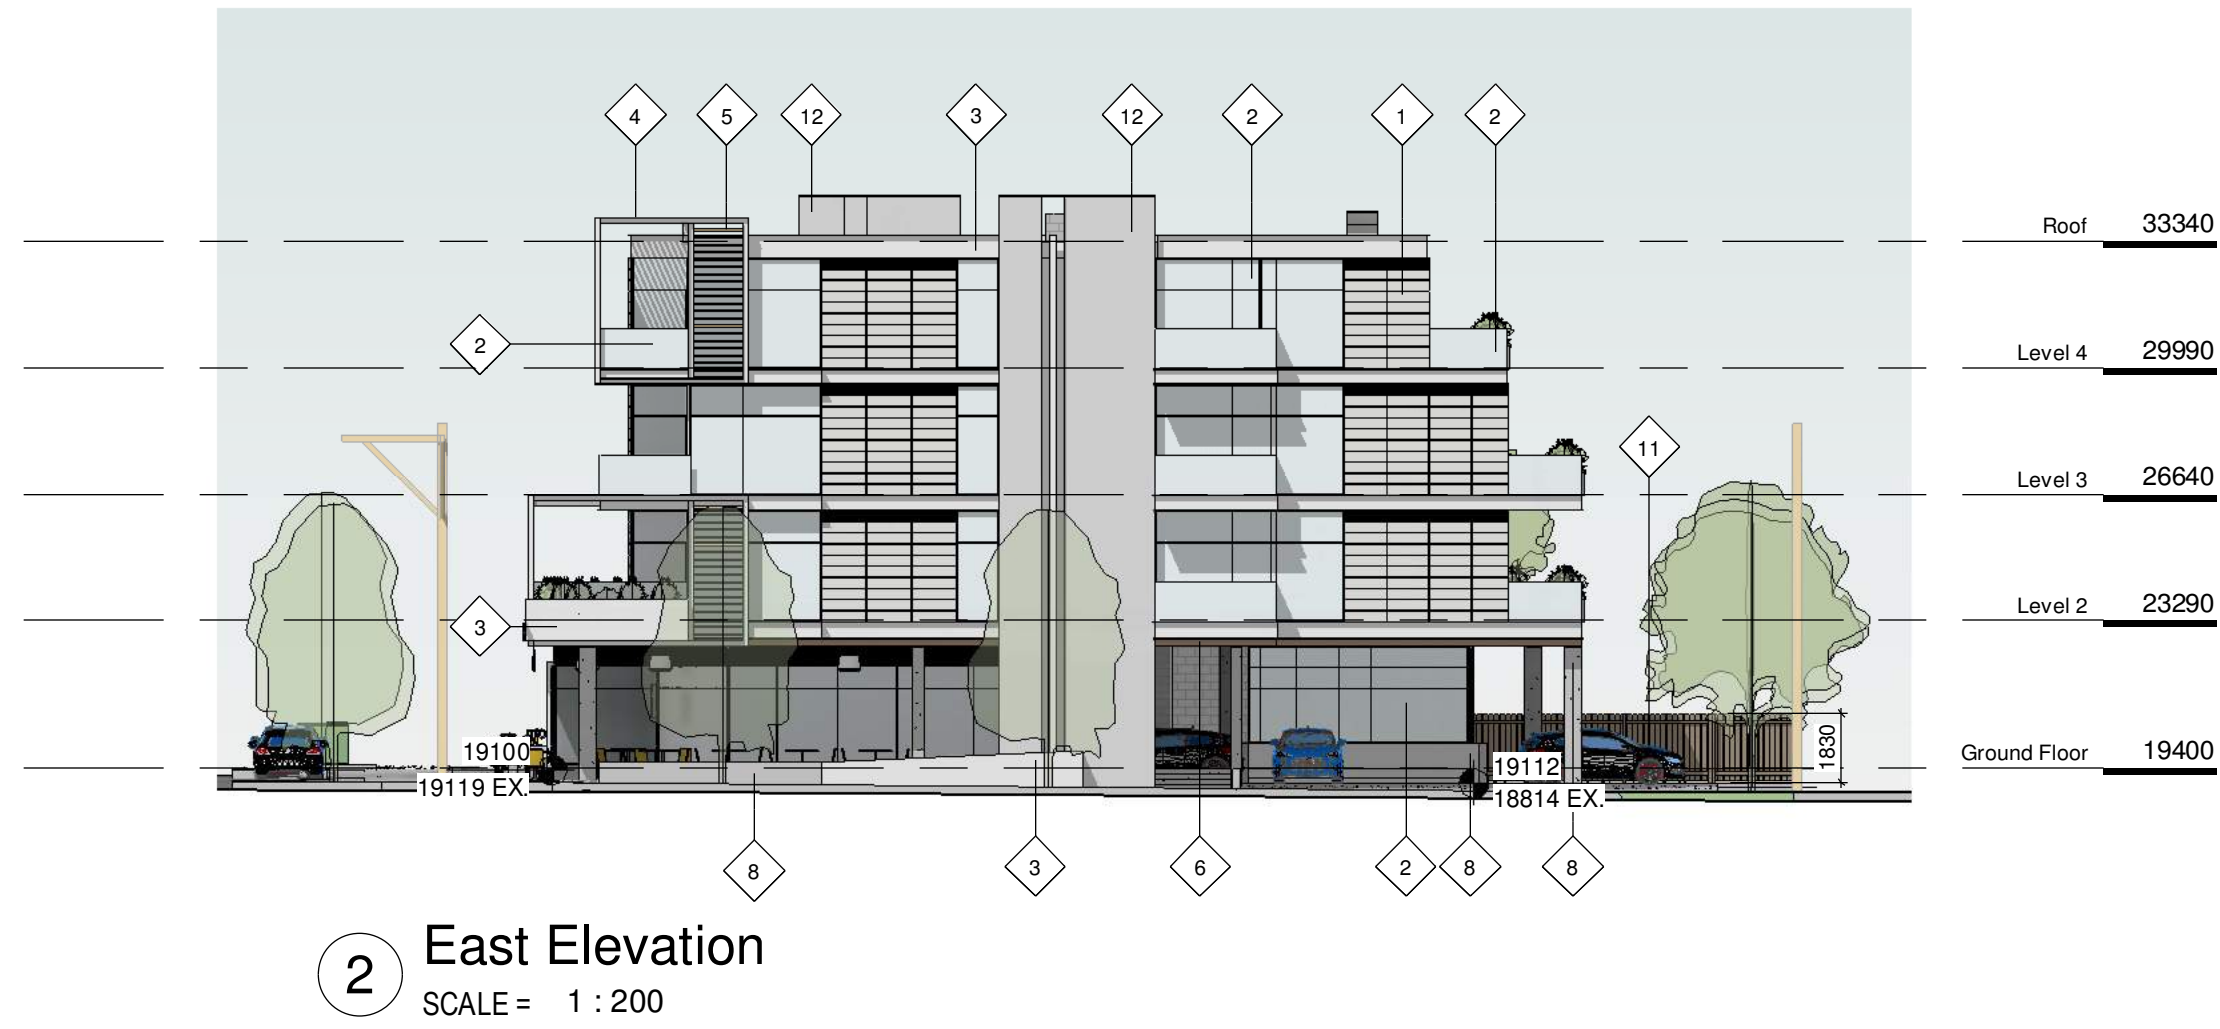 4 5 12 3 12 2 1 2
Roof 33340
2
Level 4 29990
11
Level 3 26640
3
Level 2 23290
1830
19100
19112
Ground Floor 19400
19119 EX.
18814 EX.
8 3 6 2 8 8
2 East Elevation
SCALE = 1 : 200